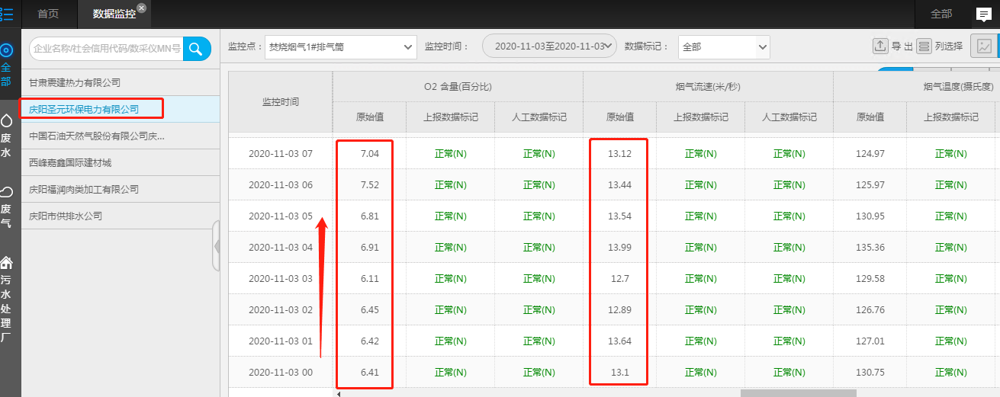 首页
数据监控
全部
全部
废水
废气
污水处理厂
企业名称/社会信用代码/数采仪MN号
甘肃震建热力有限公司
庆阳圣元环保电力有限公司
中国石油天然气股份有限公司庆...
西峰嘉鑫国际建材城
庆阳福润肉类加工有限公司
庆阳市供排水公司
监控点： 焚烧烟气1#排气筒 监控时间： 2020-11-03至2020-11-03 数据标记： 全部 导出 列选择
监控时间 O2 含量(百分比) 烟气流速(米/秒) 烟气温度(摄氏度)
原始值 上报数据标记 人工数据标记 原始值 上报数据标记 人工数据标记 原始值 上报数据标记
2020-11-03 07 7.04 正常(N) 正常(N) 13.12 正常(N) 正常(N) 124.97 正常(N)
2020-11-03 06 7.52 正常(N) 正常(N) 13.44 正常(N) 正常(N) 125.97 正常(N)
2020-11-03 05 6.81 正常(N) 正常(N) 13.54 正常(N) 正常(N) 130.95 正常(N)
2020-11-03 04 6.91 正常(N) 正常(N) 13.99 正常(N) 正常(N) 135.36 正常(N)
2020-11-03 03 6.11 正常(N) 正常(N) 12.7 正常(N) 正常(N) 129.58 正常(N)
2020-11-03 02 6.45 正常(N) 正常(N) 12.89 正常(N) 正常(N) 126.76 正常(N)
2020-11-03 01 6.42 正常(N) 正常(N) 13.64 正常(N) 正常(N) 127.01 正常(N)
2020-11-03 00 6.41 正常(N) 正常(N) 13.1 正常(N) 正常(N) 130.75 正常(N)